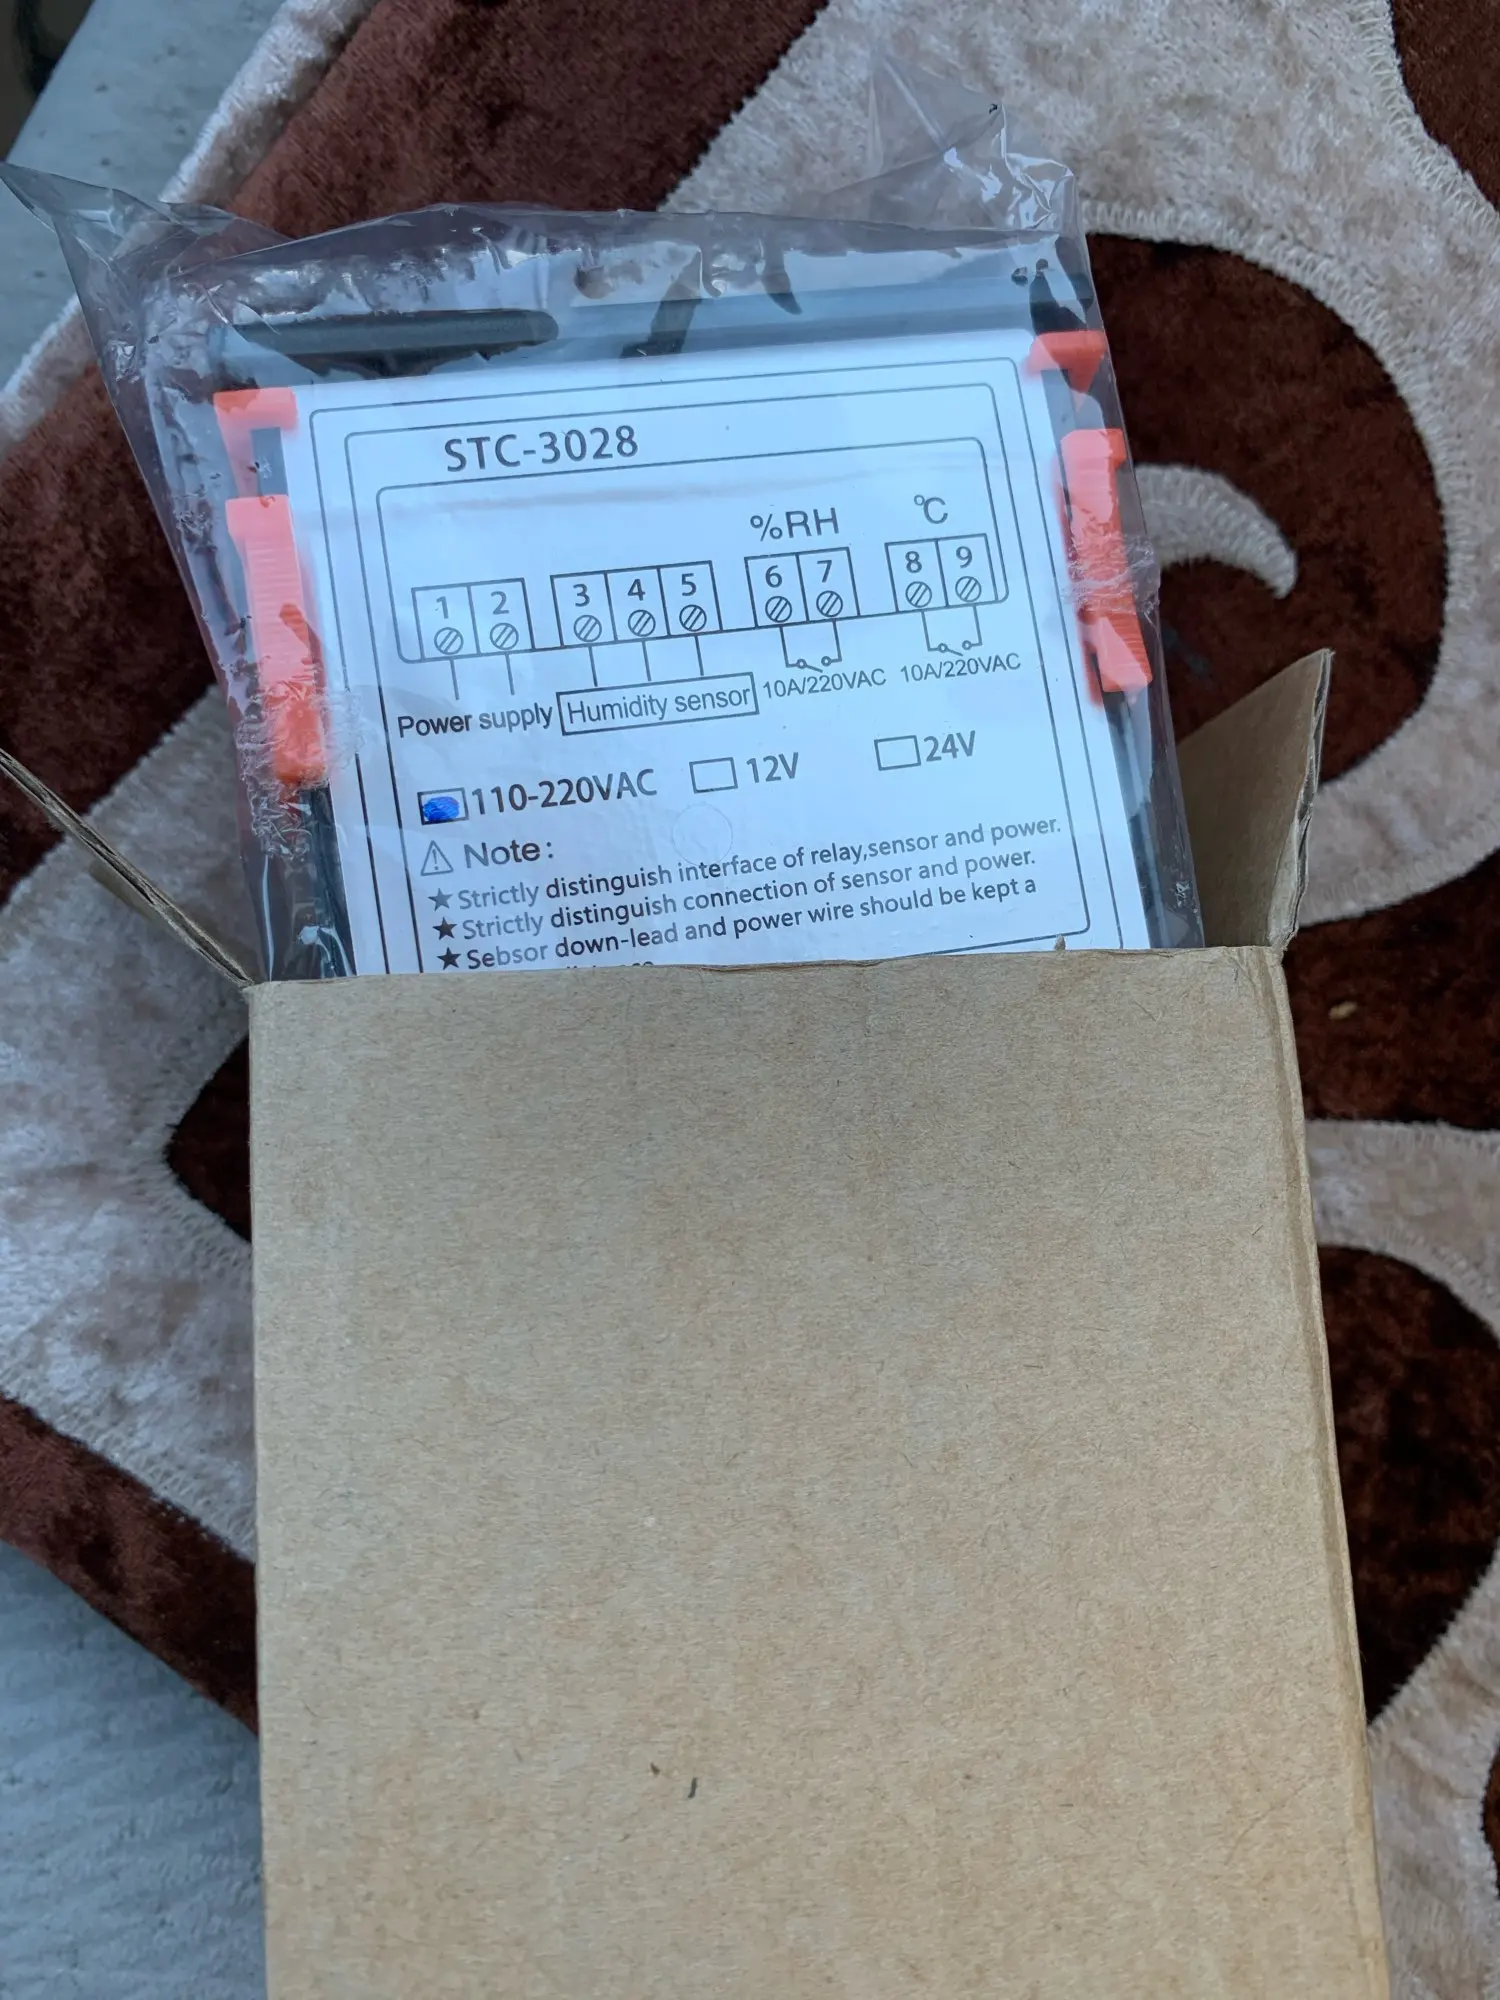 STC-3028
%RH °C
1 2 3 4 5 6 7 8 9
Power supply Humidity sensor 10A/220VAC 10A/220VAC
110-220VAC 12V 24V
Note:
★ Strictly distinguish interface of relay,sensor and power.
★ Strictly distinguish connection of sensor and power.
★ Sebsor down-lead and power wire should be kept a